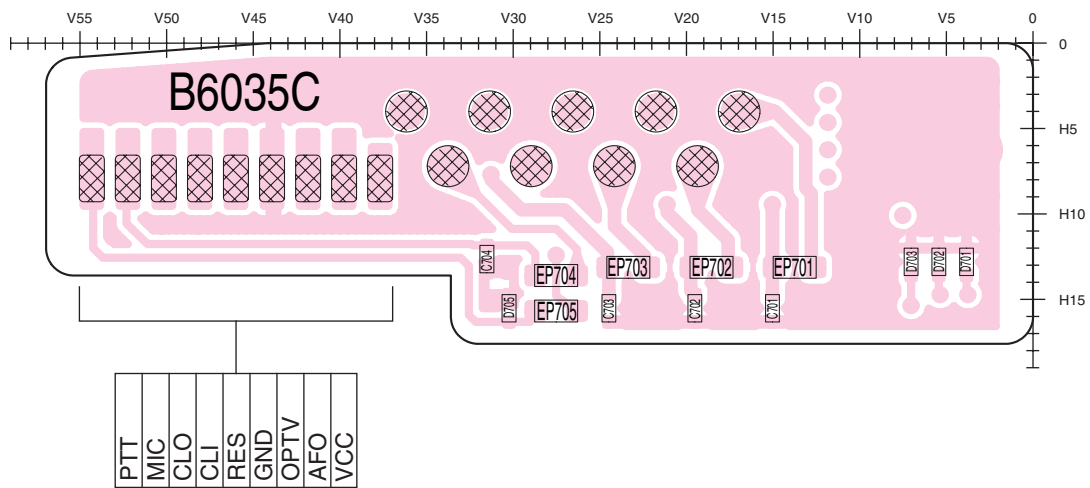 V55 V50 V45 V40 V35 V30 V25 V20 V15 V10 V5 0
0
B6035C
H5
H10
C704
EP704
EP703
EP702
EP701
D703
D702
D701
D705
EP705
C703
C702
C701
H15
PTT
MIC
CLO
CLI
RES
GND
OPTV
AFO
VCC